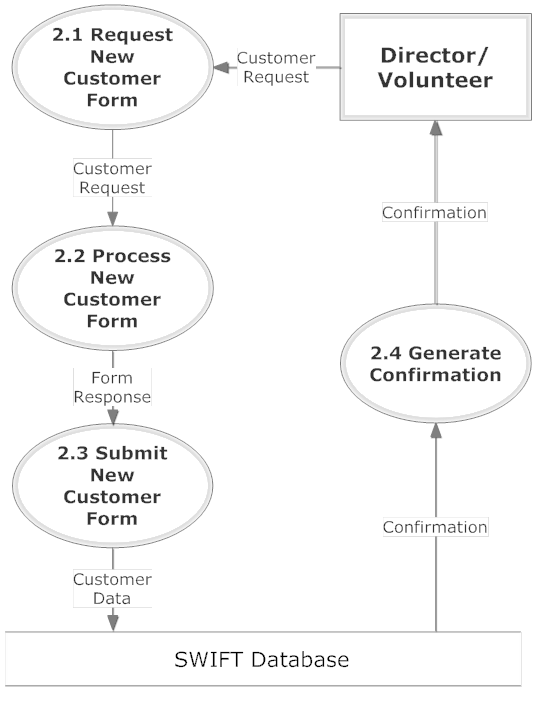 2.1 Request
New
Customer
Form
Customer
Request
Director/
Volunteer
Customer
Request
Confirmation
2.2 Process
New
Customer
Form
2.4 Generate
Confirmation
Form
Response
2.3 Submit
New
Customer
Form
Confirmation
Customer
Data
SWIFT Database